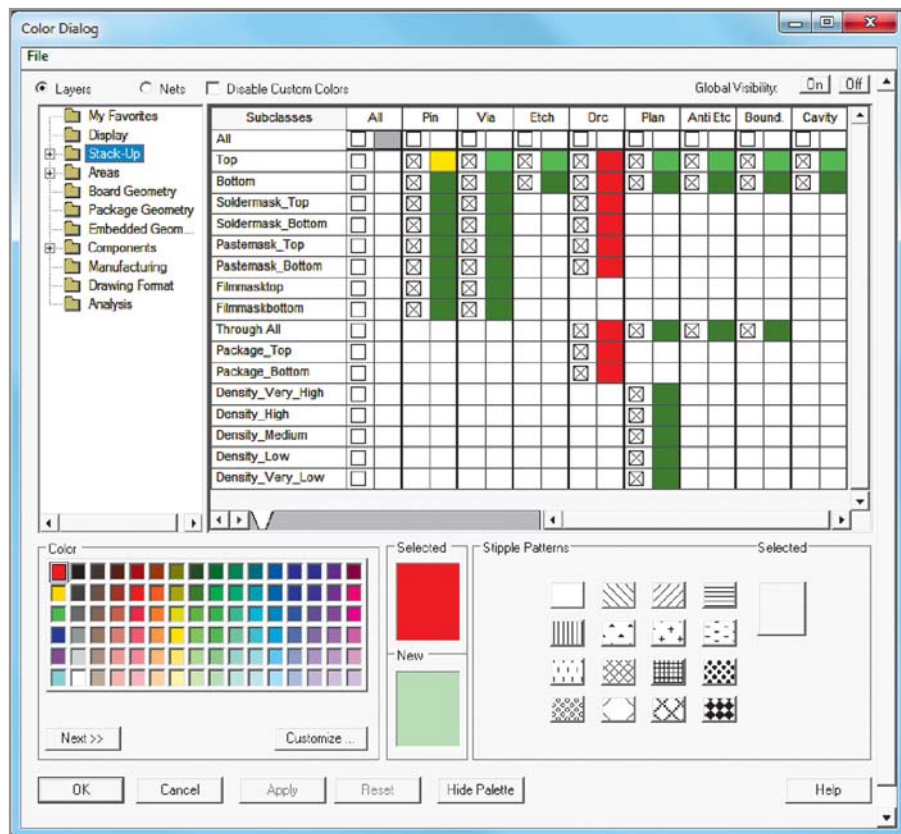 Color Dialog
File
Layers Nets Disable Custom Colors Global Visibility: On Off
My Favorites
Display
Stack-Up
Areas
Board Geometry
Package Geometry
Embedded Geom...
Components
Manufacturing
Drawing Format
Analysis
Subclasses All Pin Via Etch Drc Plan Anti Etc Bound. Cavity
All
Top
Bottom
Soldermask_Top
Soldermask_Bottom
Pastemask_Top
Pastemask_Bottom
Filmmasktop
Filmmaskbottom
Through All
Package_Top
Package_Bottom
Density_Very_High
Density_High
Density_Medium
Density_Low
Density_Very_Low
Color Selected Stipple Patterns Selected
New
Next >> Customize ...
OK Cancel Apply Reset Hide Palette Help